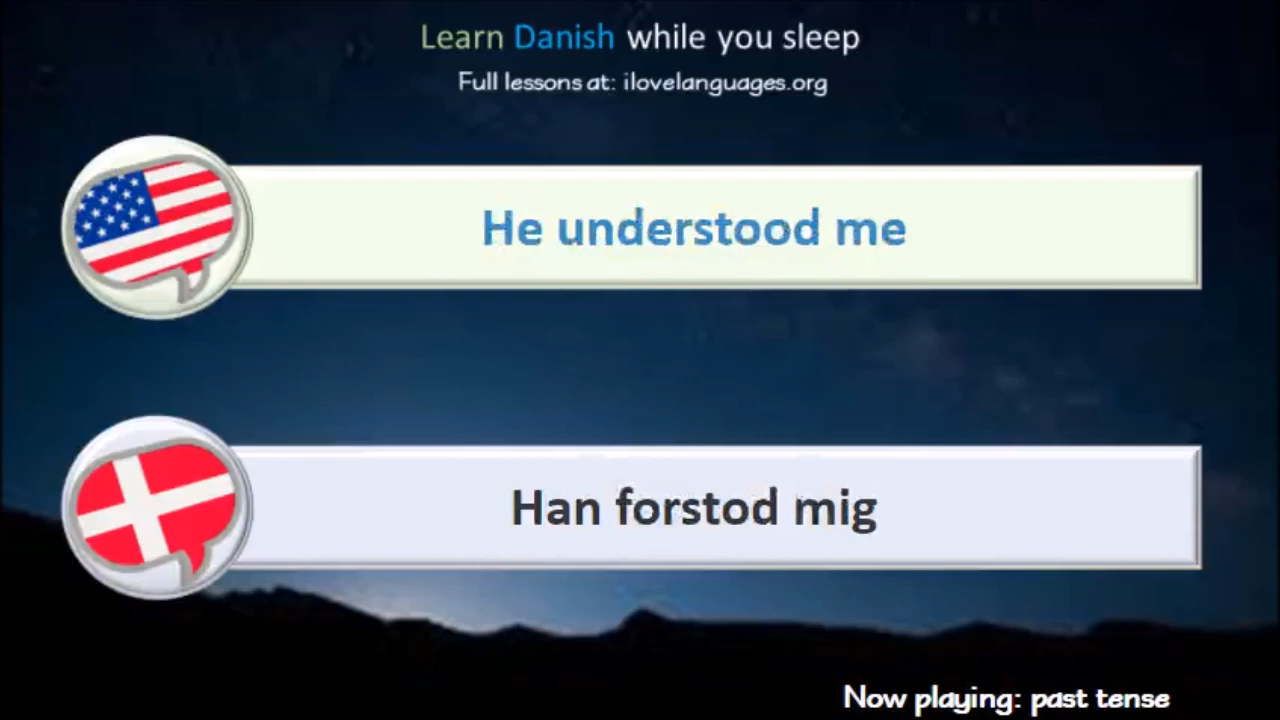 Learn Danish while you sleep
Full lessons at: ilovelanguages.org
He understood me
Han forstod mig
Now playing: past tense